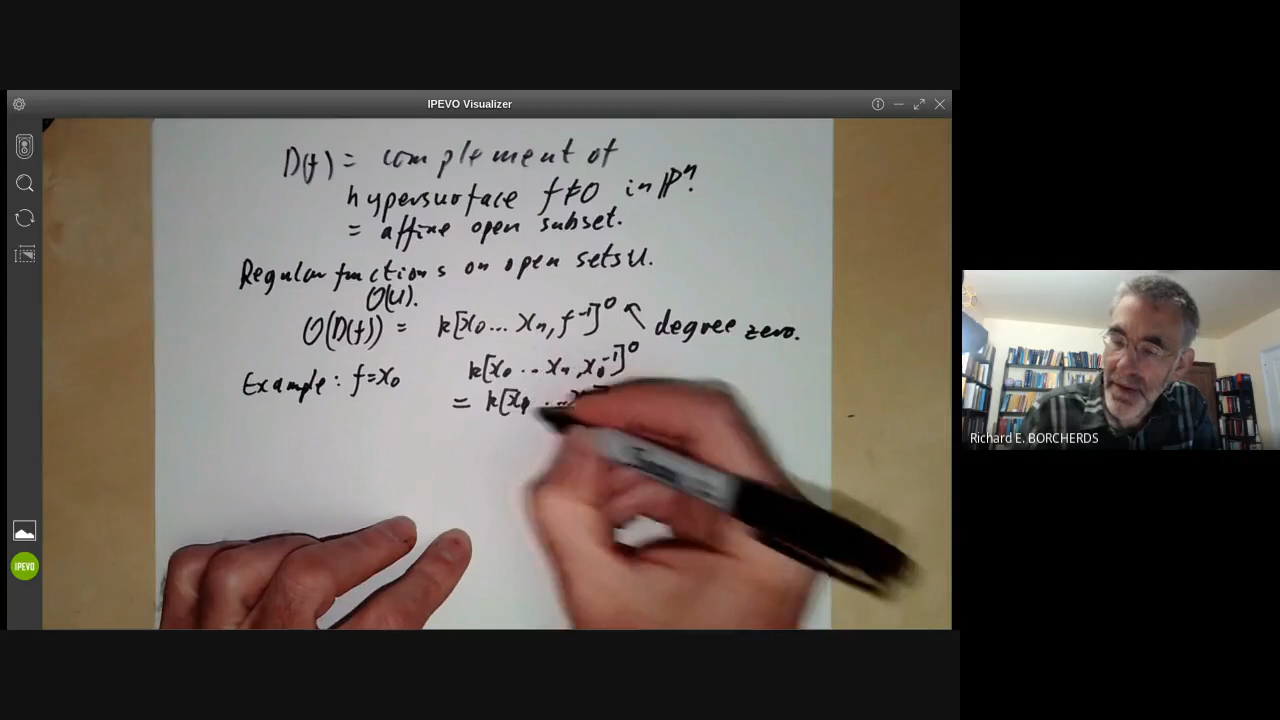 IPEVO Visualizer
D(f) = complement of
hypersurface f≠0 in ℙⁿ.
= affine open subset.
Regular functions on open sets U.
O(U).
O(D(f)) = k[x₀... xₙ, f⁻¹]⁰ ↖ degree zero.
Example: f=x₀ k[x₀... xₙ, x₀⁻¹]⁰
= k[x
IPEVO
Richard E. BORCHERDS